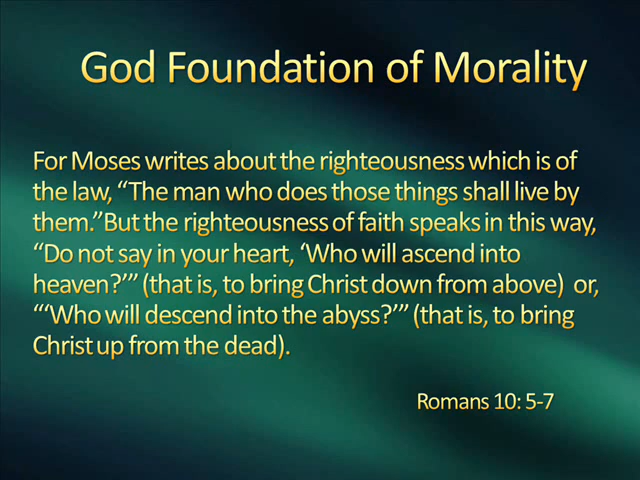 God Foundation of Morality
For Moses writes about the righteousness which is of
the law, “The man who does those things shall live by
them.”But the righteousness of faith speaks in this way,
“Do not say in your heart, ‘Who will ascend into
heaven?’” (that is, to bring Christ down from above)  or,
“‘Who will descend into the abyss?’” (that is, to bring
Christ up from the dead).
Romans 10: 5-7